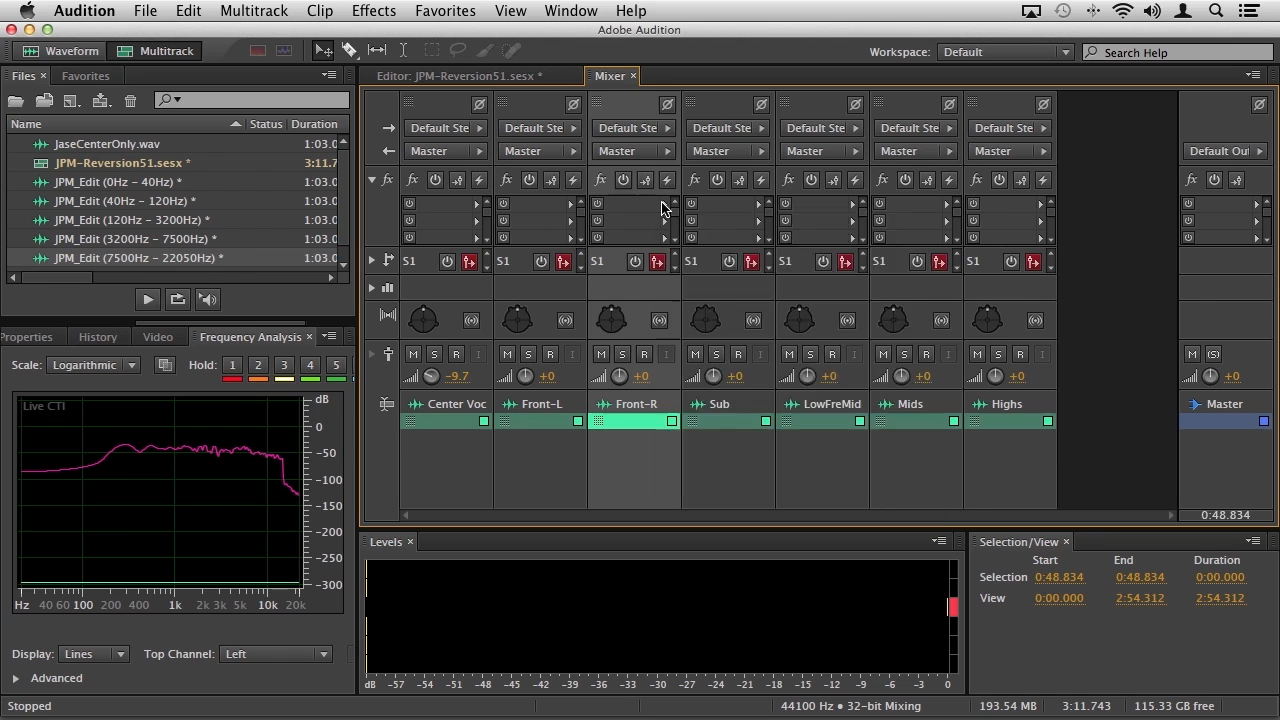 Audition File Edit Multitrack Clip Effects Favorites View Window Help
Adobe Audition
Waveform Multitrack Workspace: Default Search Help
Files × Favorites Editor: JPM-Reversion51.sesx * Mixer ×
Name Status Duration
JaseCenterOnly.wav 1:03.0
JPM-Reversion51.sesx * 3:11.7
JPM_Edit (0Hz - 40Hz) * 1:03.0
JPM_Edit (40Hz - 120Hz) * 1:03.0
JPM_Edit (120Hz - 3200Hz) * 1:03.0
JPM_Edit (3200Hz - 7500Hz) * 1:03.0
JPM_Edit (7500Hz - 22050Hz) * 1:03.0
Default Ste Default Ste Default Ste Default Ste Default Ste Default Ste Default Ste
Master Master Master Master Master Master Master Default Out
fx fx fx fx fx fx fx fx fx
S1 S1 S1 S1 S1 S1 S1
M S R I M S R I M S R I M S R I M S R I M S R I M S R I M (S)
-9.7 +0 +0 +0 +0 +0 +0 +0
Center Voc Front-L Front-R Sub LowFreMid Mids Highs Master
0:48.834
Properties History Video Frequency Analysis ×
Scale: Logarithmic Hold: 1 2 3 4 5
Live CTI dB
0
-50
-100
-150
-200
-250
-300
Hz 40 60 100 200 400 1k 2k 3k 5k 10k 20k
Display: Lines Top Channel: Left
Advanced
Levels ×
dB -57 -54 -51 -48 -45 -42 -39 -36 -33 -30 -27 -24 -21 -18 -15 -12 -9 -6 -3 0
Selection/View ×
Start End Duration
Selection 0:48.834 0:48.834 0:00.000
View 0:00.000 2:54.312 2:54.312
Stopped 44100 Hz ● 32-bit Mixing 193.54 MB 3:11.743 115.33 GB free